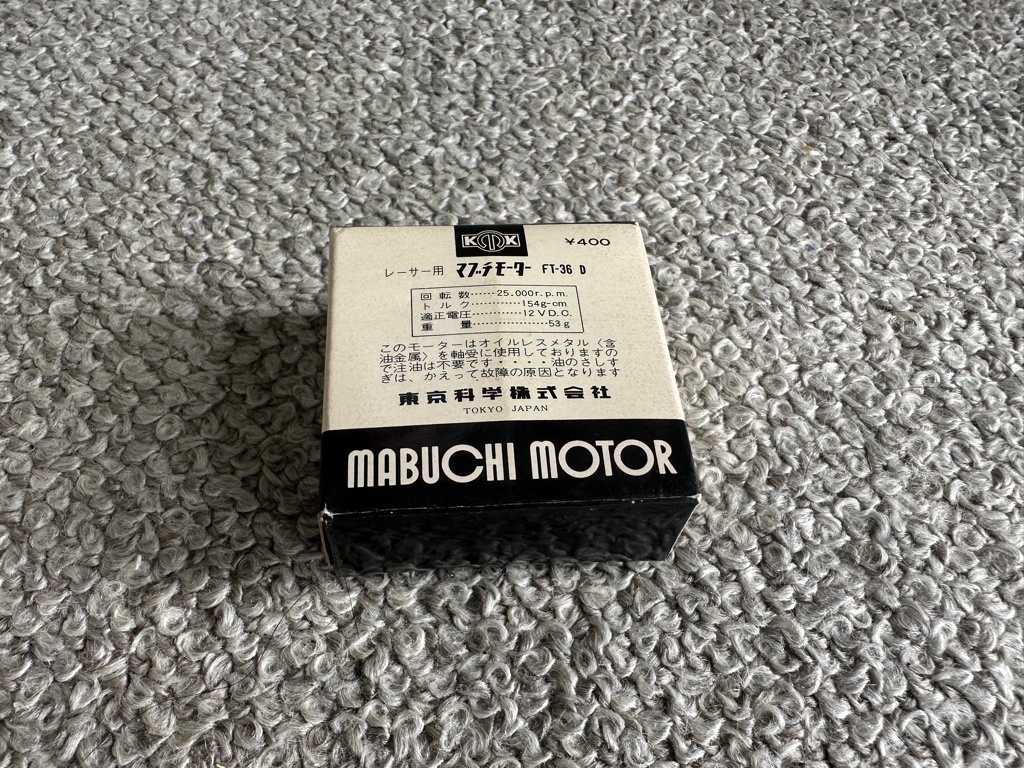 KMK ¥400
レーサー用 マブチモーター FT-36 D
回転数……25.000r.p.m.
トルク…………154g-cm
適正電圧…………12V D.C.
重量………………53g
このモーターはオイルレスメタル〈含
油金属〉を軸受に使用しておりますの
で注油は不要です・・・・油のさしす
ぎは、かえって故障の原因となります
東京科学株式会社
TOKYO JAPAN
MABUCHI MOTOR